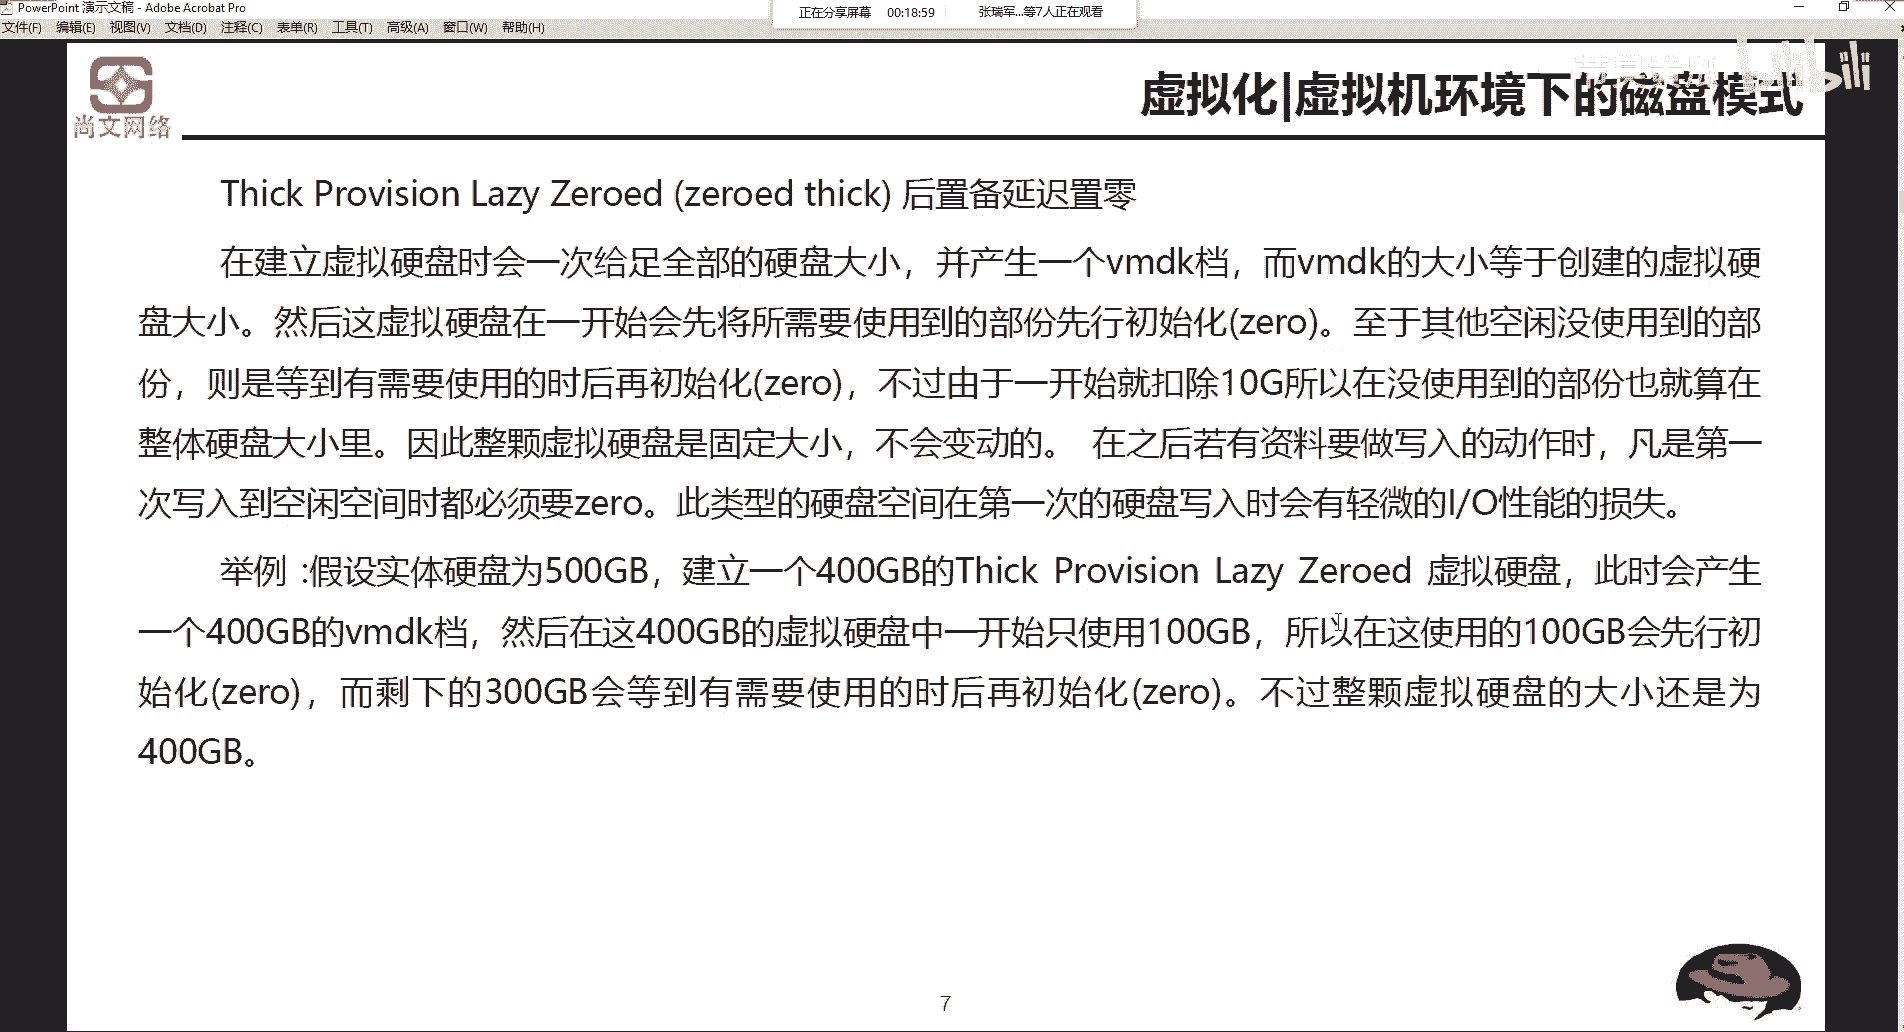 PowerPoint 演示文稿 - Adobe Acrobat Pro
正在分享屏幕 00:18:59 张瑞军...等7人正在观看
文件(F) 编辑(E) 视图(V) 文档(D) 注释(C) 表单(R) 工具(T) 高级(A) 窗口(W) 帮助(H)
bilibili
尚文网络
虚拟化|虚拟机环境下的磁盘模式
Thick Provision Lazy Zeroed (zeroed thick) 后置备延迟置零
在建立虚拟硬盘时会一次给足全部的硬盘大小，并产生一个vmdk档，而vmdk的大小等于创建的虚拟硬
盘大小。然后这虚拟硬盘在一开始会先将所需要使用到的部份先行初始化(zero)。至于其他空闲没使用到的部
份，则是等到有需要使用的时后再初始化(zero)，不过由于一开始就扣除10G所以在没使用到的部份也就算在
整体硬盘大小里。因此整颗虚拟硬盘是固定大小，不会变动的。 在之后若有资料要做写入的动作时，凡是第一
次写入到空闲空间时都必须要zero。此类型的硬盘空间在第一次的硬盘写入时会有轻微的I/O性能的损失。
举例 :假设实体硬盘为500GB，建立一个400GB的Thick Provision Lazy Zeroed 虚拟硬盘，此时会产生
一个400GB的vmdk档，然后在这400GB的虚拟硬盘中一开始只使用100GB，所以在这使用的100GB会先行初
始化(zero)，而剩下的300GB会等到有需要使用的时后再初始化(zero)。不过整颗虚拟硬盘的大小还是为
400GB。
7